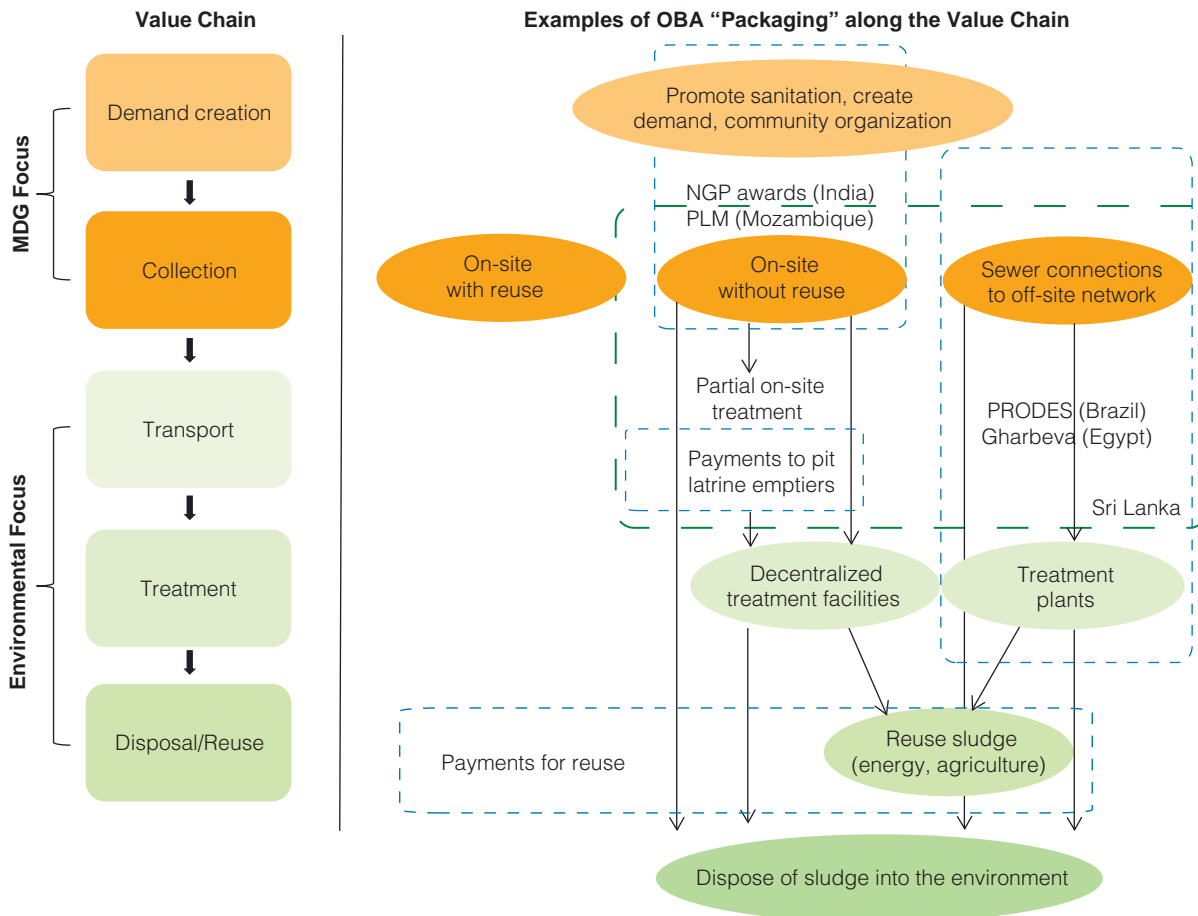 Value Chain
Examples of OBA “Packaging” along the Value Chain
MDG Focus
Environmental Focus
Demand creation
Collection
Transport
Treatment
Disposal/Reuse
Promote sanitation, create
demand, community organization
NGP awards (India)
PLM (Mozambique)
On-site
with reuse
On-site
without reuse
Sewer connections
to off-site network
Partial on-site
treatment
PRODES (Brazil)
Gharbeva (Egypt)
Payments to pit
latrine emptiers
Sri Lanka
Decentralized
treatment facilities
Treatment
plants
Payments for reuse
Reuse sludge
(energy, agriculture)
Dispose of sludge into the environment